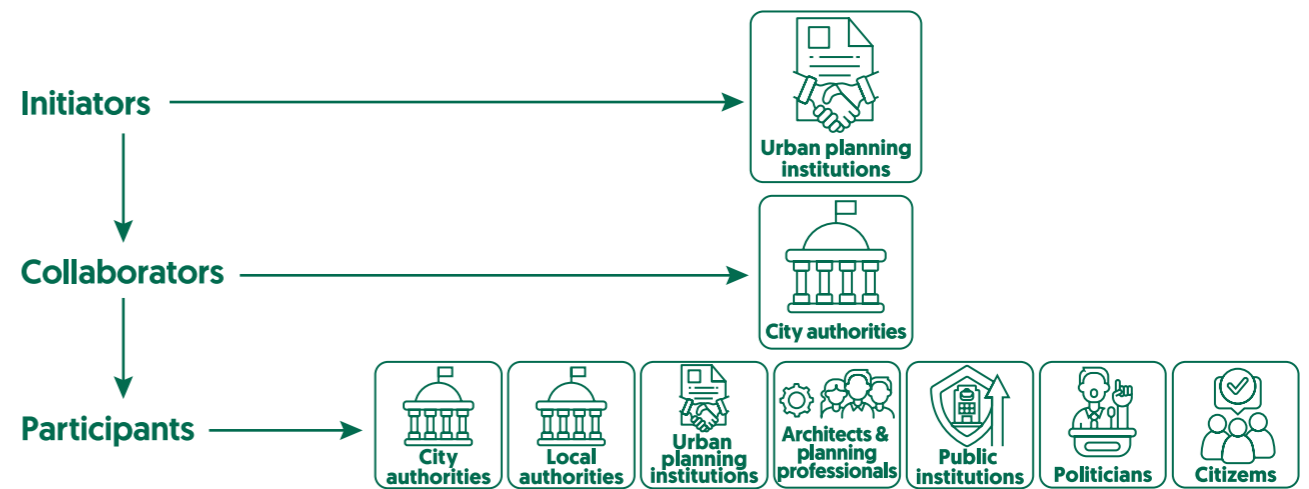 Initiators
Urban planning
institutions
Collaborators
City authorities
Participants
City
authorities
Local
authorities
Urban
planning
institutions
Architects &
planning
professionals
Public
institutions
Politicians
Citizems